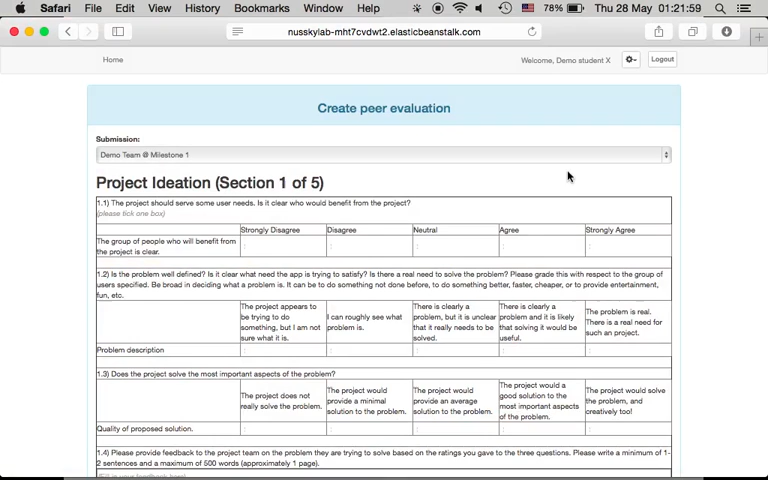 Safari File Edit View History Bookmarks Window Help 78% Thu 28 May 01:21:59
nusskylab-mht7cvdwt2.elasticbeanstalk.com
Home Welcome, Demo student X Logout
Create peer evaluation
Submission:
Demo Team @ Milestone 1
Project Ideation (Section 1 of 5)
1.1) The project should serve some user needs. Is it clear who would benefit from the project?
(please tick one box)
Strongly Disagree Disagree Neutral Agree Strongly Agree
The group of people who will benefit from
the project is clear.
1.2) Is the problem well defined? Is it clear what need the app is trying to satisfy? Is there a real need to solve the problem? Please grade this with respect to the group of
users specified. Be broad in deciding what a problem is. It can be to do something not done before, to do something better, faster, cheaper, or to provide entertainment,
fun, etc.
The project appears to
be trying to do
something, but I am not
sure what it is.
I can roughly see what
problem is.
There is clearly a
problem, but it is unclear
that it really needs to be
solved.
There is clearly a
problem and it is likely
that solving it would be
useful.
The problem is real.
There is a real need for
such an project.
Problem description
1.3) Does the project solve the most important aspects of the problem?
The project does not
really solve the problem.
The project would
provide a minimal
solution to the problem.
The project would
provide an average
solution to the problem.
The project would a
good solution to the
most important aspects
of the problem.
The project would solve
the problem, and
creatively too!
Quality of proposed solution.
1.4) Please provide feedback to the project team on the problem they are trying to solve based on the ratings you gave to the three questions. Please write a minimum of 1-
2 sentences and a maximum of 500 words (approximately 1 page).